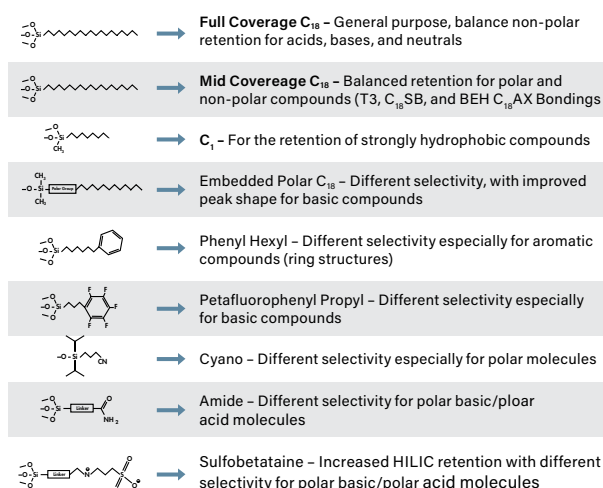 Full Coverage C18 – General purpose, balance non-polar
retention for acids, bases, and neutrals
Mid Covereage C18 – Balanced retention for polar and
non-polar compounds (T3, C18SB, and BEH C18AX Bondings
C1 – For the retention of strongly hydrophobic compounds
Embedded Polar C18 – Different selectivity, with improved
peak shape for basic compounds
Phenyl Hexyl – Different selectivity especially for aromatic
compounds (ring structures)
Petafluorophenyl Propyl – Different selectivity especially
for basic compounds
Cyano – Different selectivity especially for polar molecules
Amide – Different selectivity for polar basic/ploar
acid molecules
Sulfobetataine – Increased HILIC retention with different
selectivity for polar basic/polar acid molecules